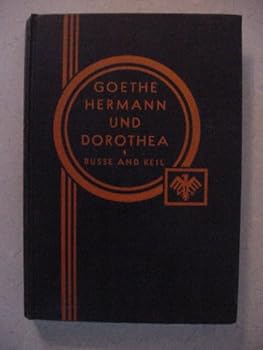 GOETHE
HERMANN
UND
DOROTHEA
BUSSE AND KEIL